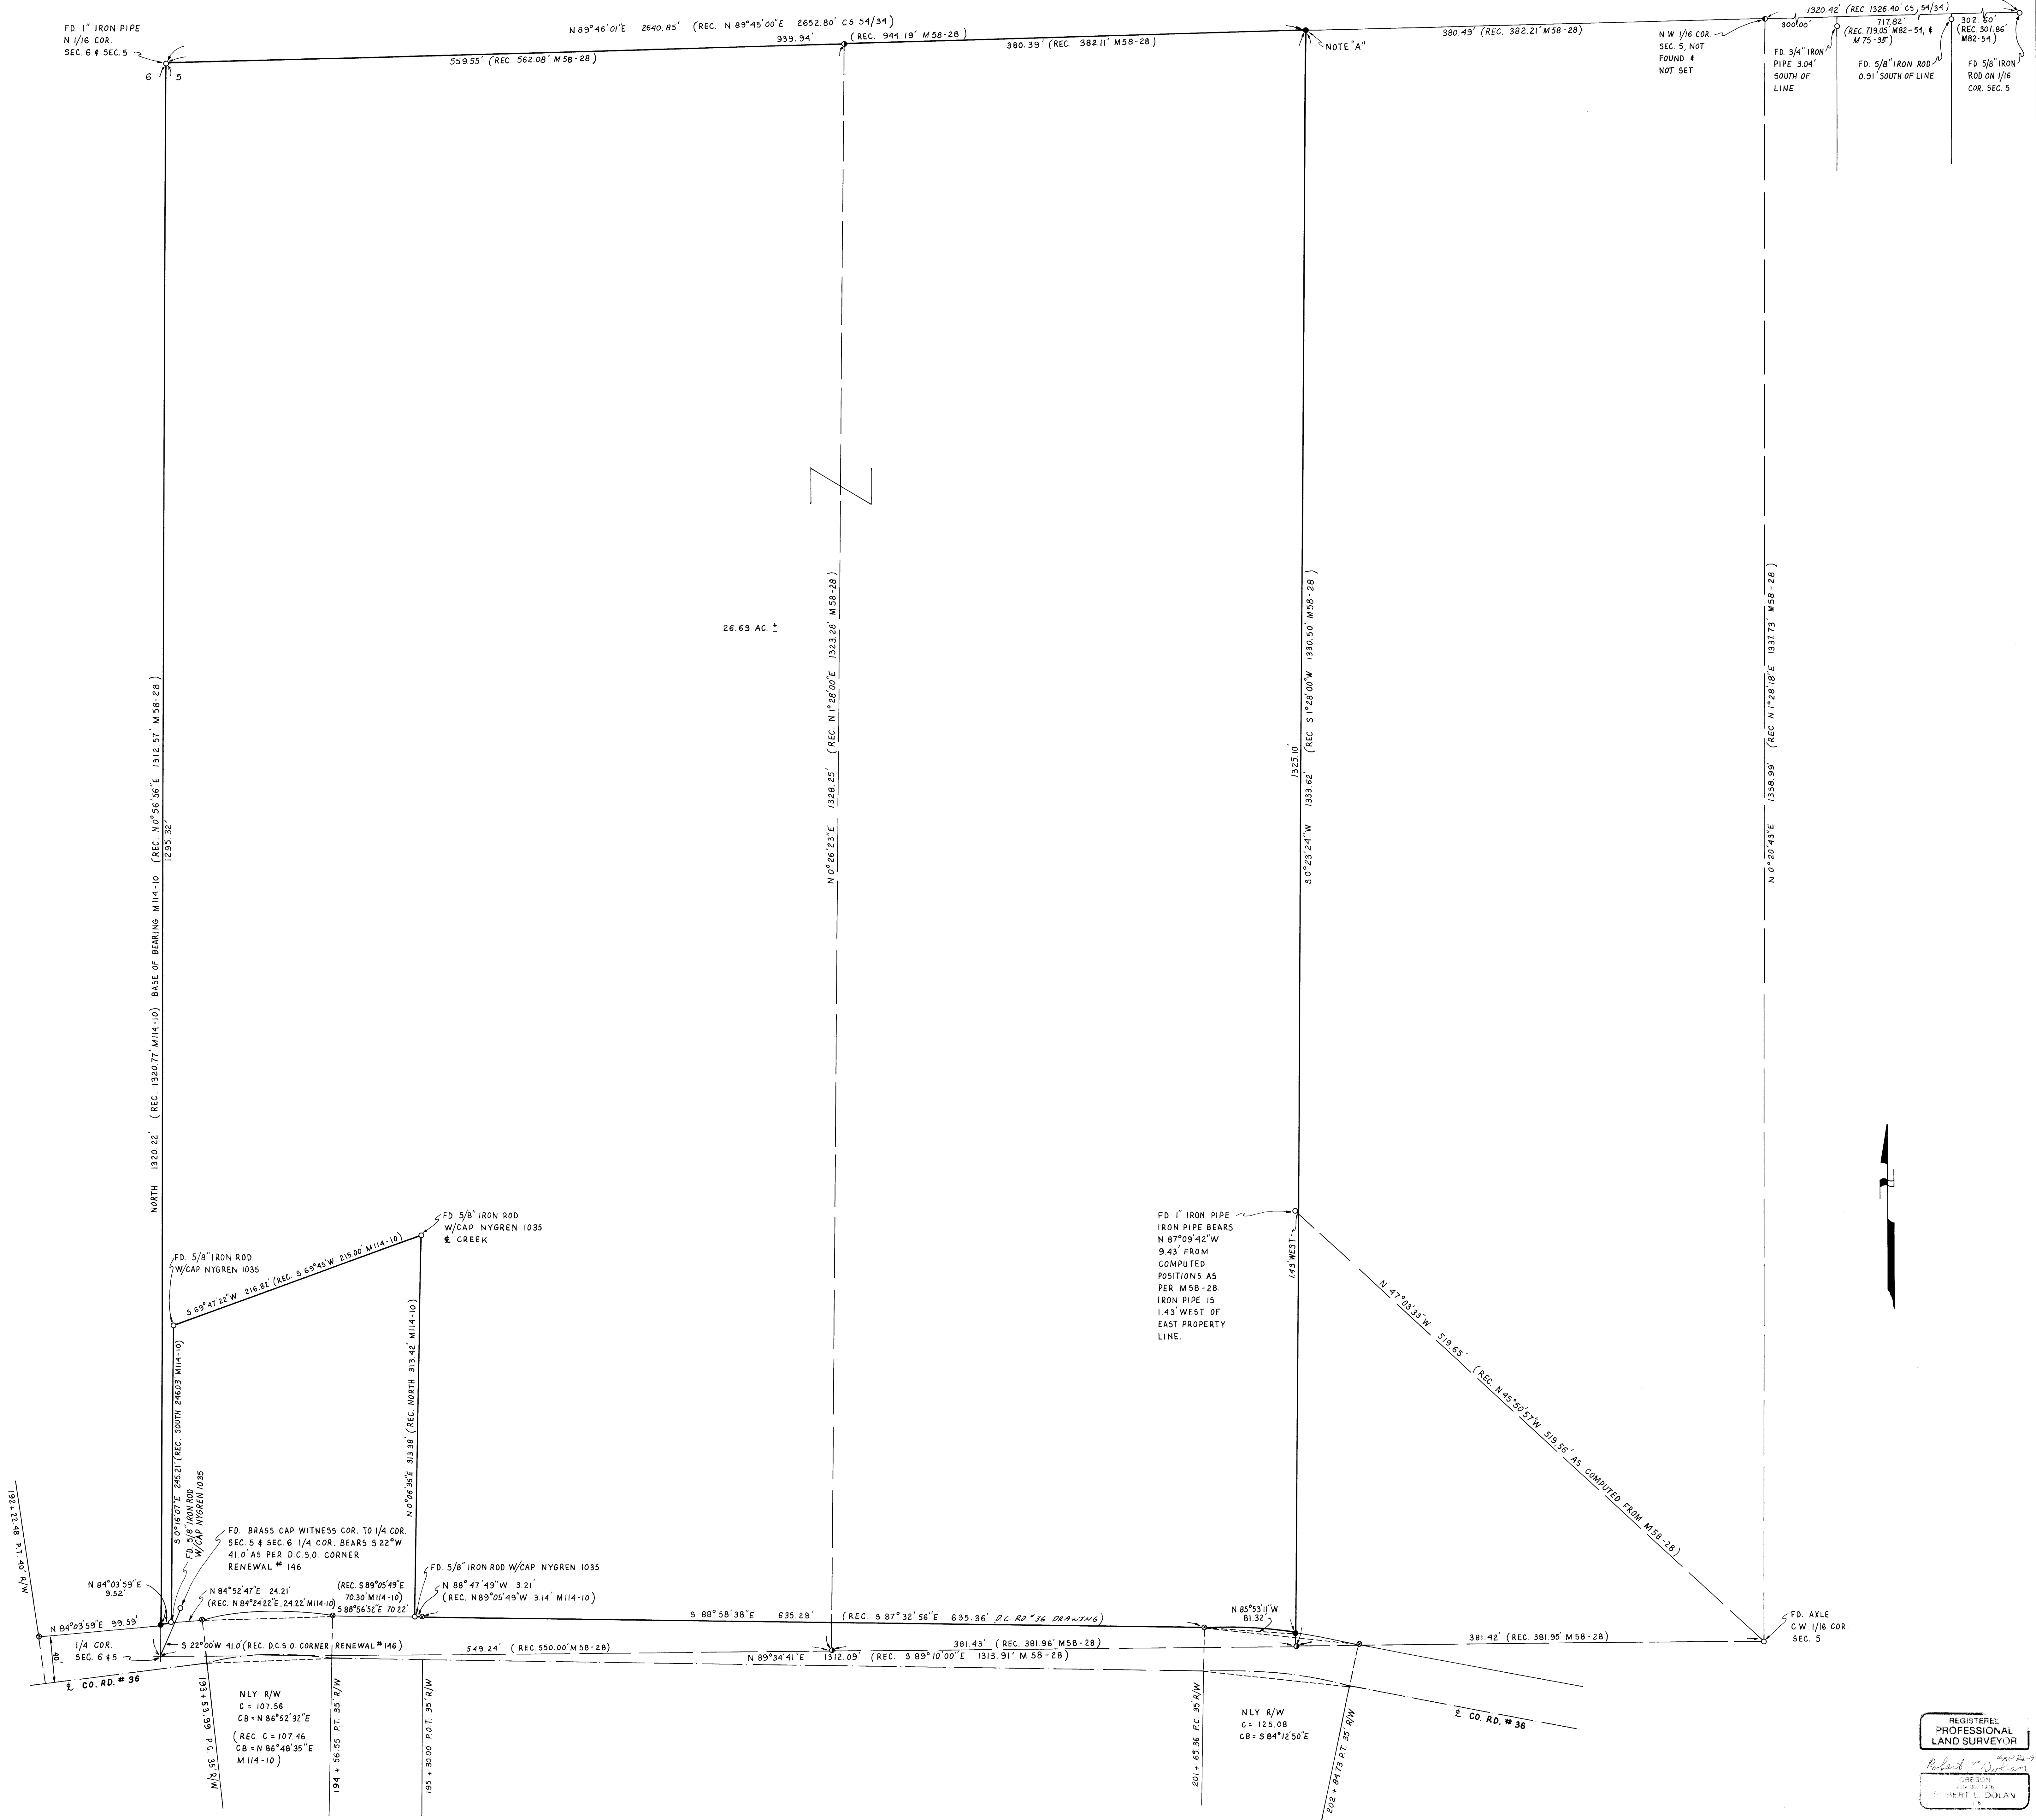 FD. 1" IRON PIPE
N 1/16 COR.
SEC. 6 & SEC. 5
6 5
N 89°46'01"E 2640.85' (REC. N 89°45'00"E 2652.80' CS 54/34)
939.94' (REC. 944.19' M58-28)
559.55' (REC. 562.08' M58-28)
380.39' (REC. 382.11' M58-28)
NOTE "A"
380.49' (REC. 382.21' M58-28)
N W 1/16 COR.
SEC. 5, NOT
FOUND &
NOT SET
1320.42' (REC. 1326.40' CS 54/34)
300.00'
717.82'
(REC. 719.05' M82-54, &
M75-35)
302.60'
(REC. 301.86'
M82-54)
FD. 3/4" IRON
PIPE 3.04'
SOUTH OF
LINE
FD. 5/8" IRON ROD
0.91' SOUTH OF LINE
FD. 5/8" IRON
ROD ON 1/16
COR. SEC. 5
26.69 AC. ±
NORTH 1320.22' (REC. 1320.77' M114-10) BASE OF BEARING M114-10 (REC. N0°56'56"E 1312.57' M58-28)
1295.32'
N 0°26'23"E 1328.25' (REC. N 1°28'00"E 1323.28' M58-28)
1325.10'
S 0°23'24"W 1333.62' (REC. S 1°28'00"W 1330.50' M58-28)
N 0°20'43"E 1338.99' (REC. N 1°28'18"E 1337.73' M58-28)
FD. 5/8" IRON ROD.
W/CAP NYGREN 1035
℄ CREEK
FD. 5/8" IRON ROD
W/CAP NYGREN 1035
S 69°47'22"W 216.82' (REC. S 69°45'W 215.00' M114-10)
N 0°06'35"E 313.38' (REC. NORTH 313.42' M114-10)
S 0°16'07"E 245.21' (REC. SOUTH 246.03 M114-10)
FD. 5/8" IRON ROD
W/CAP NYGREN 1035
FD. 1" IRON PIPE
IRON PIPE BEARS
N 87°09'42"W
9.43' FROM
COMPUTED
POSITIONS AS
PER M58-28.
IRON PIPE IS
1.43' WEST OF
EAST PROPERTY
LINE.
1.43' WEST
N 47°03'33"W 519.65' (REC. N45°50'57"W 519.56' AS COMPUTED FROM M58-28)
192+22.48 P.T. 40' R/W
FD. BRASS CAP WITNESS COR. TO 1/4 COR.
SEC. 5 & SEC. 6 1/4 COR. BEARS S 22°W
41.0' AS PER D.C.S.O. CORNER
RENEWAL # 146
N 84°03'59"E
9.52'
N 84°03'59"E 99.59'
40'
N 84°52'47"E 24.21'
(REC. N 84°24'22"E, 24.22' M114-10)
(REC. S 89°05'49"E
70.30' M114-10)
S 88°56'52"E 70.22'
FD. 5/8" IRON ROD W/CAP NYGREN 1035
N 88°47'49"W 3.21'
(REC. N89°05'49"W 3.14' M114-10)
S 88°58'38"E 635.28' (REC. S 87°32'56"E 635.36' D.C. RD #36 DRAWING)
N 85°53'11"W
81.32'
FD. AXLE
C W 1/16 COR.
SEC. 5
1/4 COR.
SEC. 6 & 5
S 22°00'W 41.0' (REC. D.C.S.O. CORNER RENEWAL # 146)
549.24' (REC. 550.00' M58-28)
381.43' (REC. 381.96' M58-28)
381.42' (REC. 381.95' M58-28)
N 89°34'41"E 1312.09' (REC. S 89°10'00"E 1313.91' M58-28)
℄ CO. RD. # 36
℄ CO. RD. # 36
193+53.99 P.C. 35' R/W
NLY R/W
C = 107.56
CB = N 86°52'32"E
(REC. C = 107.46
CB = N 86°48'35"E
M114-10)
194 + 56.55 P.T. 35' R/W
195 + 30.00 P.O.T. 35' R/W
201 + 65.36 P.C. 35' R/W
NLY R/W
C = 125.08
CB = S 84°12'50"E
202 + 84.73 P.T. 35' R/W
REGISTERED
PROFESSIONAL
LAND SURVEYOR
Robert L. Dolan
OREGON
ROBERT L. DOLAN